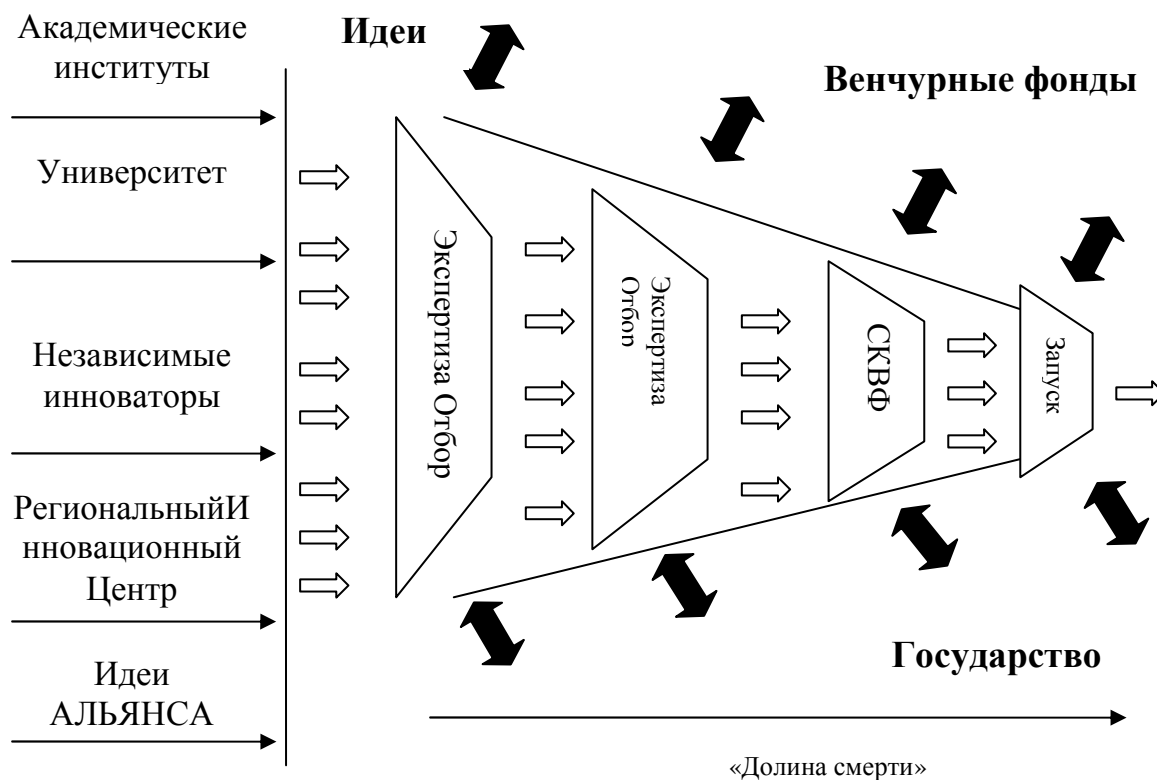 Академические
институты
Идеи
Венчурные фонды
Университет
Независимые
инноваторы
РегиональныйИ
нновационный
Центр
Идеи
АЛЬЯНСА
Экспертиза Отбор
Экспертиза
Отбор
СКВФ
Запуск
Государство
«Долина смерти»